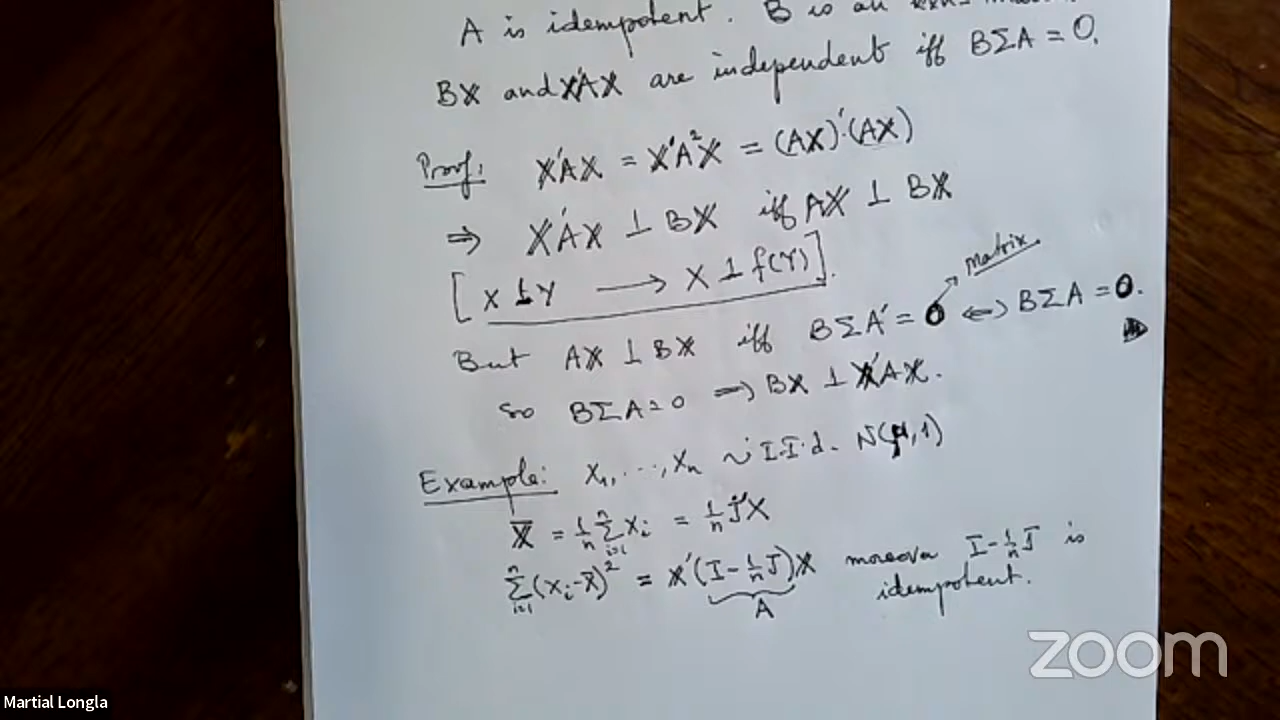 A is idempotent. B is an
BX and X'AX are independent iff BΣA = 0.
Proof: X'AX = X'A²X = (AX)'(AX)
⇒ X'AX ⊥ BX iff AX ⊥ BX
[X ⊥ Y → X ⊥ f(Y)].
Matrix
But AX ⊥ BX iff BΣA' = 0 ⟷ BΣA = 0.
so BΣA = 0 ⟹ BX ⊥ X'AX.
Example: X₁, ..., Xₙ ~ I.I.d. N(μ,1)
X̄ = 1/n Σᵢ₌₁ⁿ Xᵢ = 1/n J'X
Σᵢ₌₁ⁿ (Xᵢ - X̄)² = X'(I - 1/n J)X moreover I - 1/n J is
A idempotent.
zoom
Martial Longla